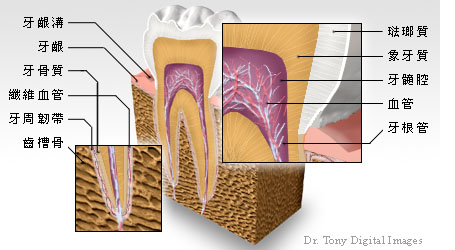 牙齦溝
牙齦
牙骨質
纖維血管
牙周韌帶
齒槽骨
琺瑯質
象牙質
牙髓腔
血管
牙根管
Dr. Tony Digital Images